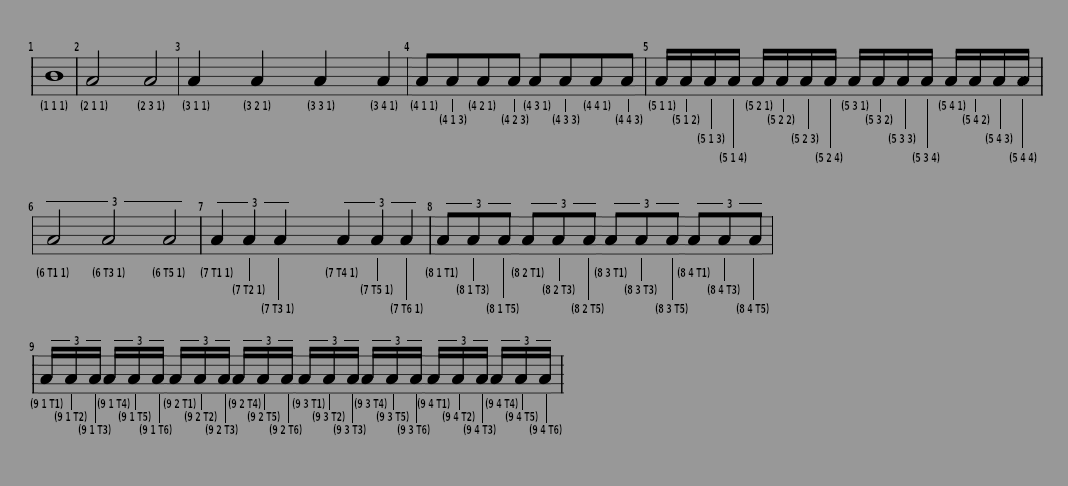 1 2 3 4 5
(1 1 1) (2 1 1) (2 3 1) (3 1 1) (3 2 1) (3 3 1) (3 4 1) (4 1 1) (4 2 1) (4 3 1) (4 4 1) (5 1 1) (5 2 1) (5 3 1) (5 4 1)
(4 1 3) (4 2 3) (4 3 3) (4 4 3) (5 1 2) (5 2 2) (5 3 2) (5 4 2)
(5 1 3) (5 2 3) (5 3 3) (5 4 3)
(5 1 4) (5 2 4) (5 3 4) (5 4 4)
6 3 7 3 3 8 3 3 3 3
(6 T1 1) (6 T3 1) (6 T5 1) (7 T1 1) (7 T4 1) (8 1 T1) (8 2 T1) (8 3 T1) (8 4 T1)
(7 T2 1) (7 T5 1) (8 1 T3) (8 2 T3) (8 3 T3) (8 4 T3)
(7 T3 1) (7 T6 1) (8 1 T5) (8 2 T5) (8 3 T5) (8 4 T5)
9 3 3 3 3 3 3 3 3
(9 1 T1) (9 1 T4) (9 2 T1) (9 2 T4) (9 3 T1) (9 3 T4) (9 4 T1) (9 4 T4)
(9 1 T2) (9 1 T5) (9 2 T2) (9 2 T5) (9 3 T2) (9 3 T5) (9 4 T2) (9 4 T5)
(9 1 T3) (9 1 T6) (9 2 T3) (9 2 T6) (9 3 T3) (9 3 T6) (9 4 T3) (9 4 T6)